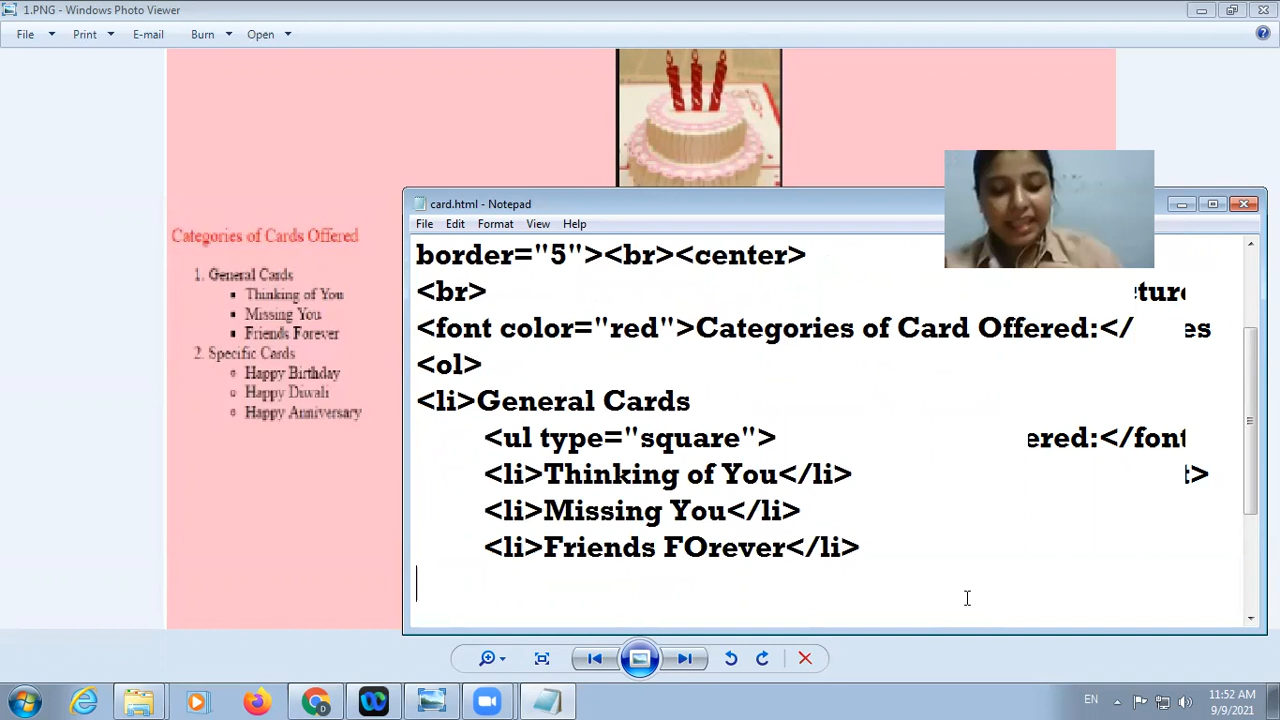 1.PNG - Windows Photo Viewer
File Print E-mail Burn Open
Categories of Cards Offered
1. General Cards
Thinking of You
Missing You
Friends Forever
2. Specific Cards
Happy Birthday
Happy Diwali
Happy Anniversary
card.html - Notepad
File Edit Format View Help
border="5"><br><center>
<br>
<font color="red">Categories of Card Offered:</
<ol>
<li>General Cards
<ul type="square"> ered:</font
<li>Thinking of You</li> t>
<li>Missing You</li>
<li>Friends FOrever</li>
EN
11:52 AM
9/9/2021